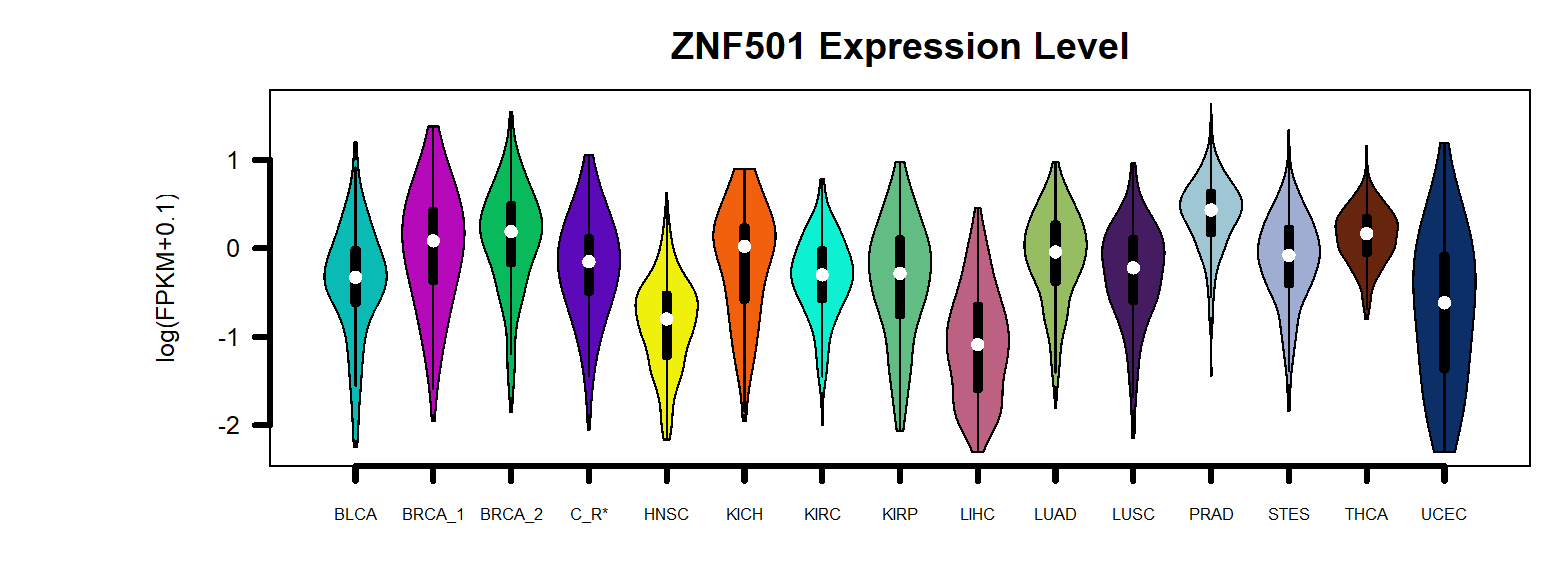 ZNF501 Expression Level
log(FPKM+0.1)
1
0
-1
-2
BLCA BRCA_1 BRCA_2 C_R* HNSC KICH KIRC KIRP LIHC LUAD LUSC PRAD STES THCA UCEC